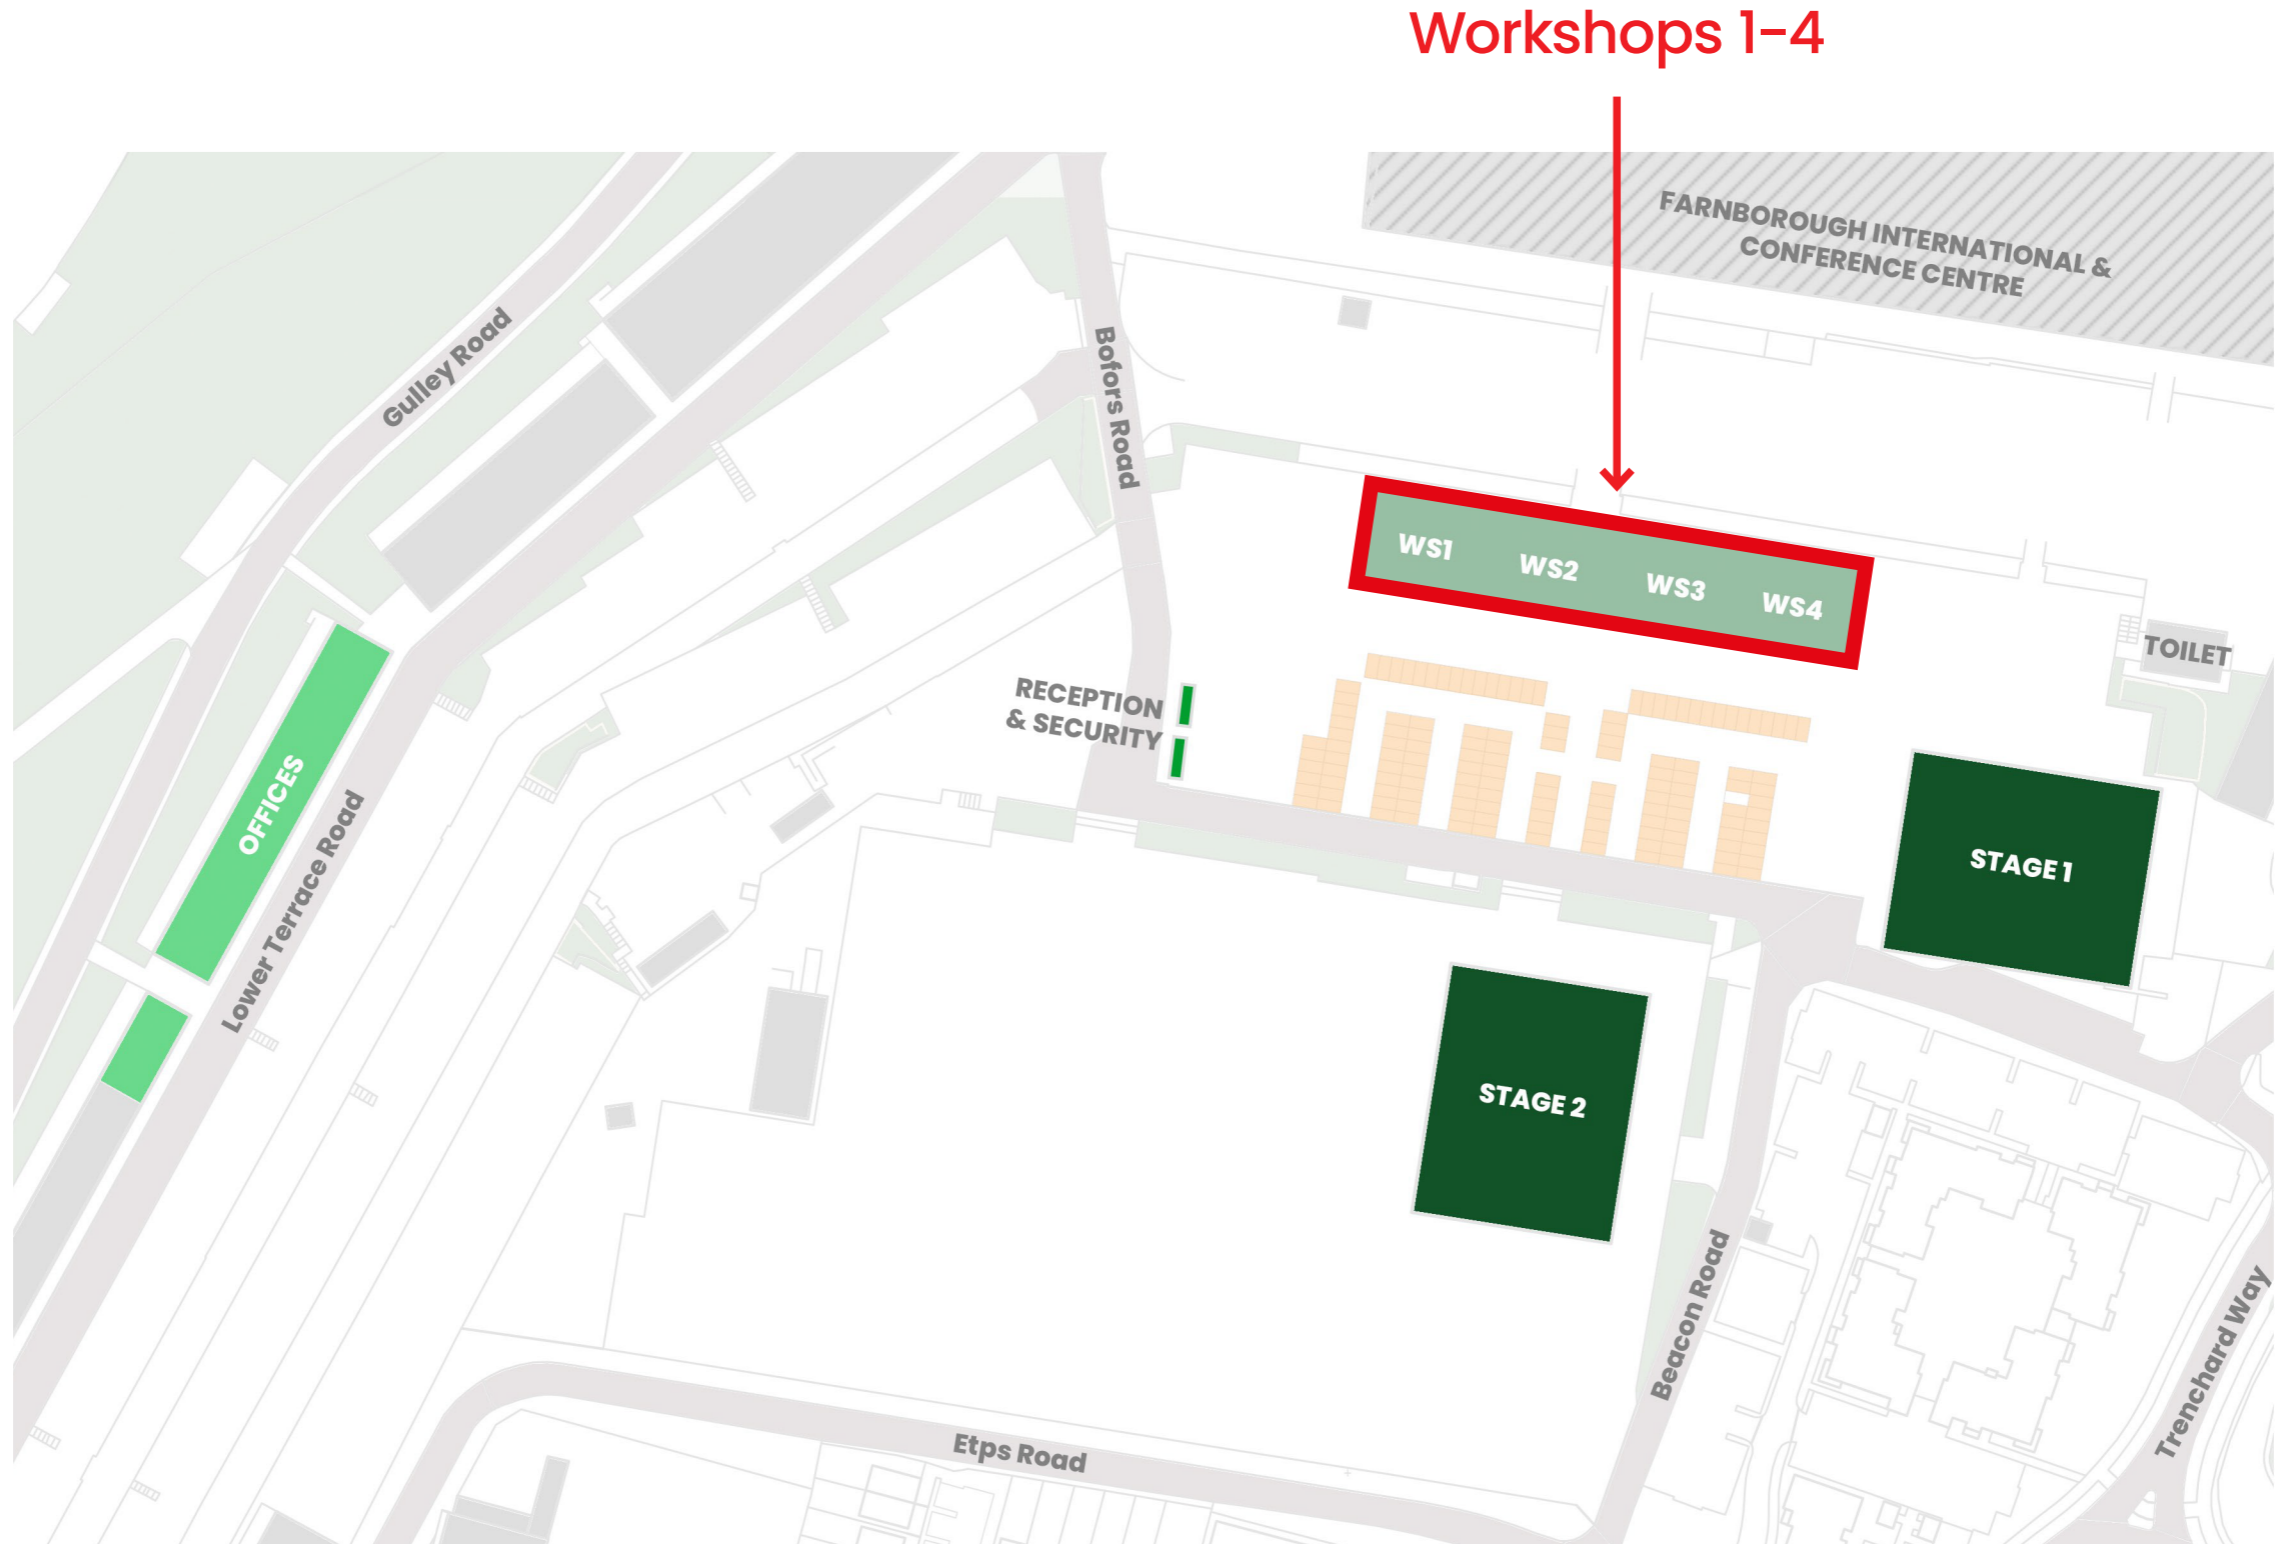 Workshops 1-4
FARNBOROUGH INTERNATIONAL &
CONFERENCE CENTRE
Gulley Road
Bofors Road
WS1
WS2
WS3
WS4
TOILET
RECEPTION
& SECURITY
OFFICES
Lower Terrace Road
STAGE 1
STAGE 2
Beacon Road
Trenchard Way
Etps Road